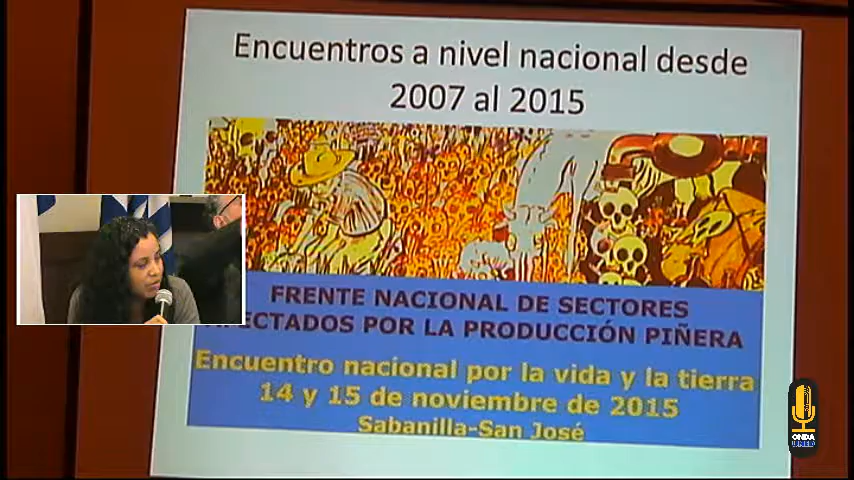 Encuentros a nivel nacional desde
2007 al 2015
FRENTE NACIONAL DE SECTORES
AFECTADOS POR LA PRODUCCIÓN PIÑERA
Encuentro nacional por la vida y la tierra
14 y 15 de noviembre de 2015
Sabanilla-San José
ONDA